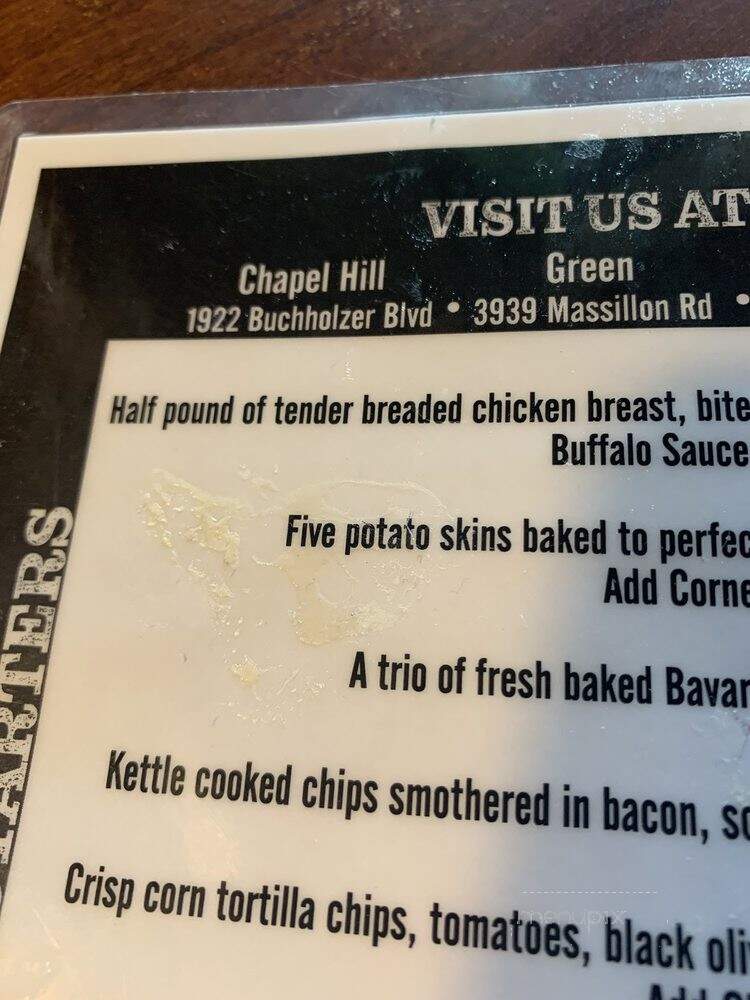 VISIT US AT
Chapel Hill Green
1922 Buchholzer Blvd • 3939 Massillon Rd •
Half pound of tender breaded chicken breast, bite
Buffalo Sauce
Five potato skins baked to perfec
Add Corne
A trio of fresh baked Bavar
Kettle cooked chips smothered in bacon, so
Crisp corn tortilla chips, tomatoes, black oli
STARTERS
menupix